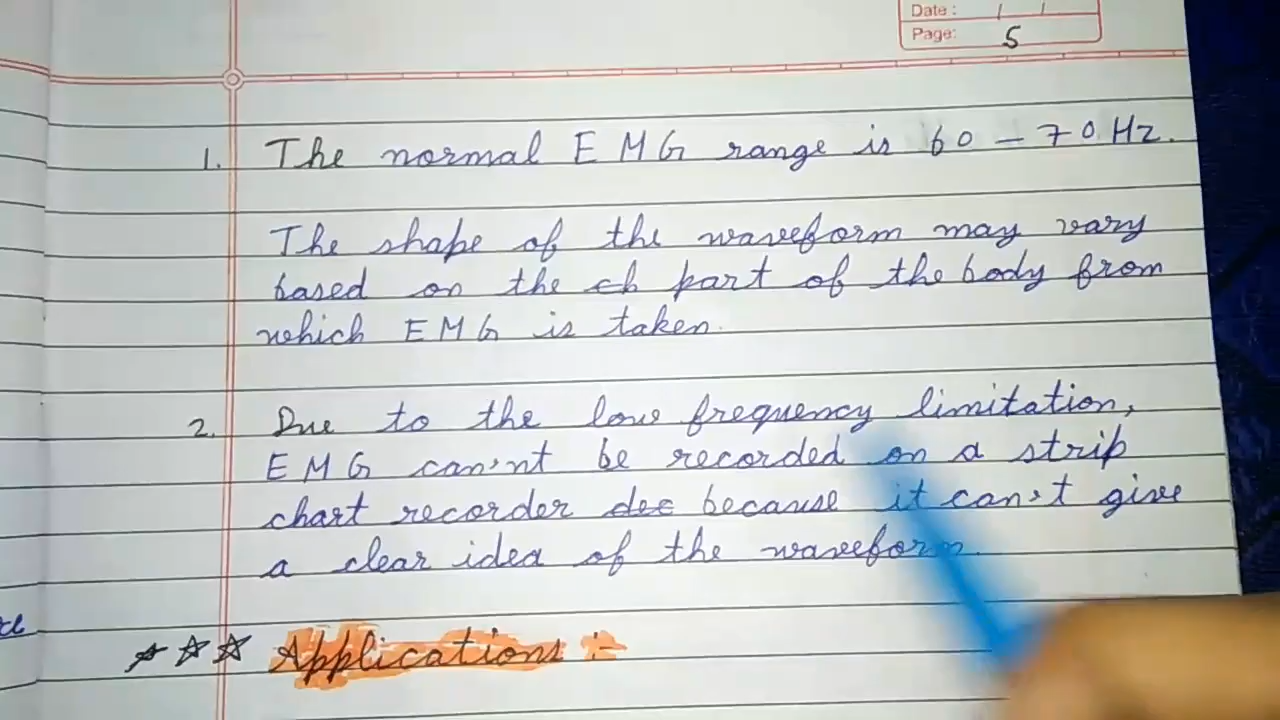 Date : / /
Page: 5
1. The normal EMG range is 60 - 70 Hz.
The shape of the waveform may vary
based on the ch part of the body from
which EMG is taken.
2. Due to the low frequency limitation,
EMG can'nt be recorded on a strip
chart recorder dec because it can't give
a clear idea of the waveform.
Applications :-